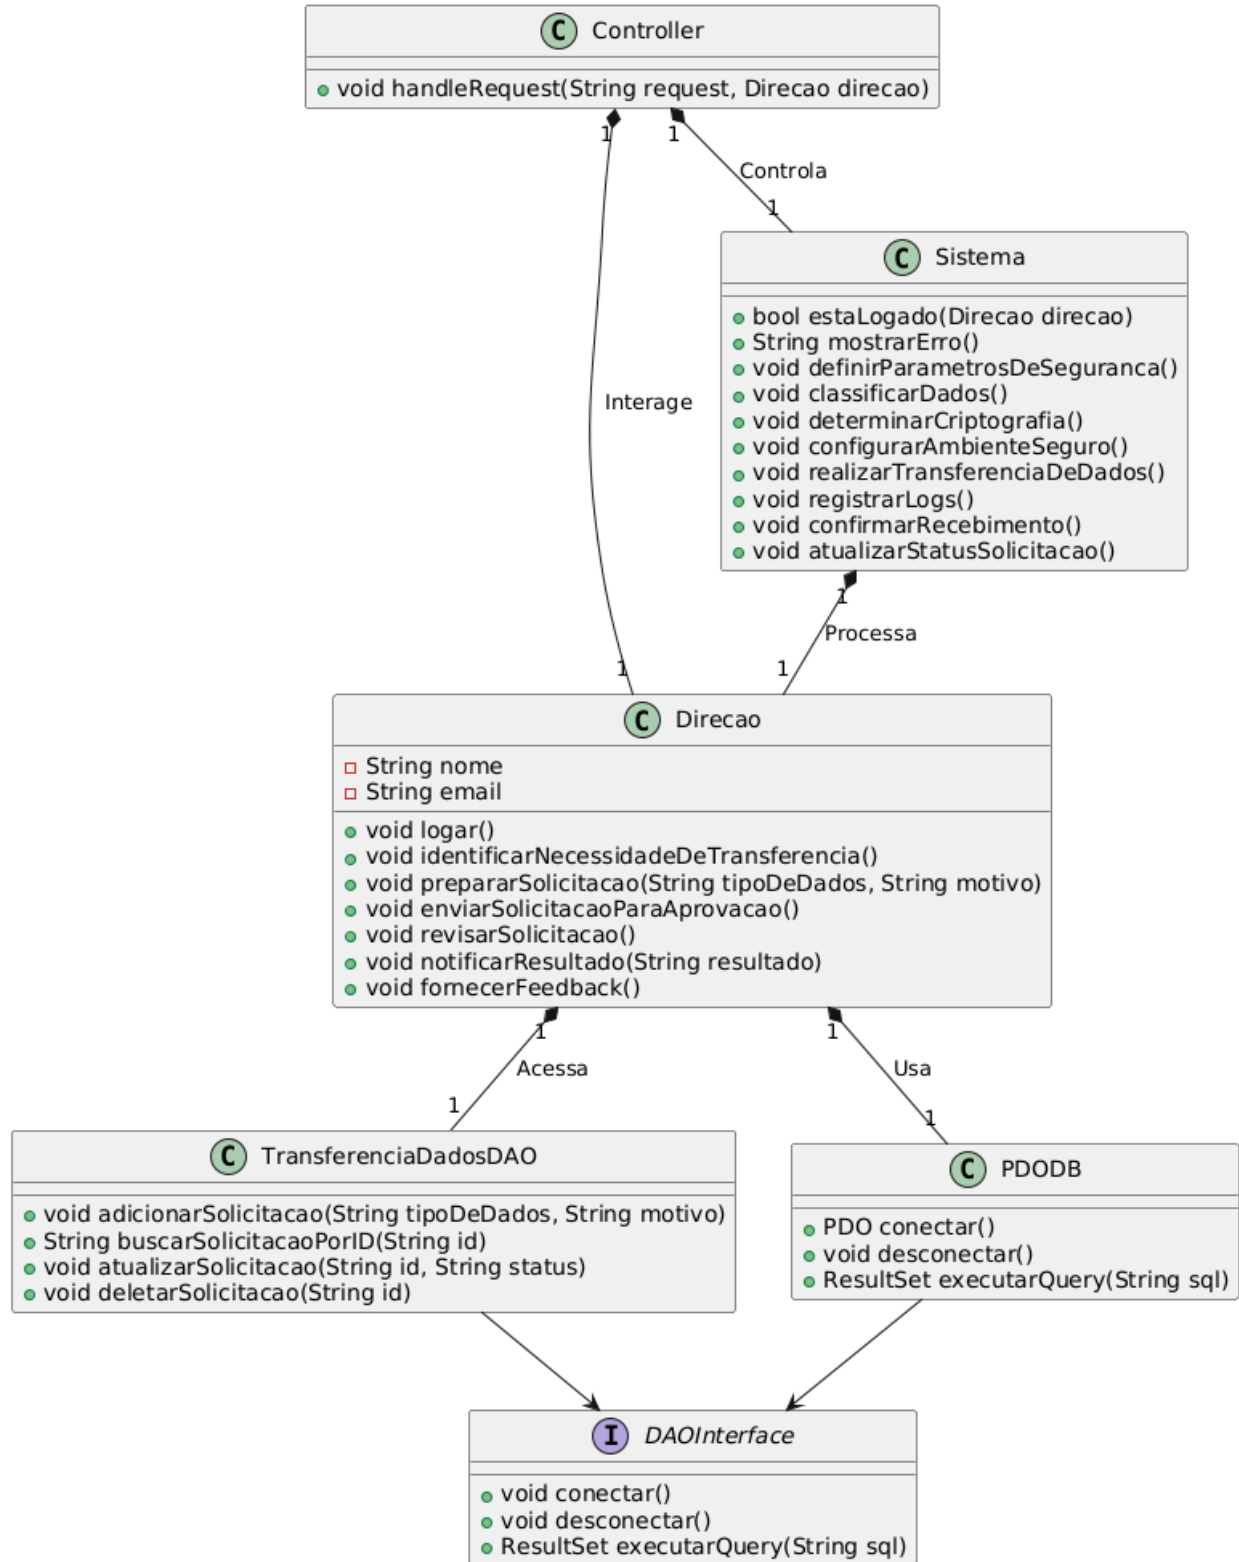 C Controller
void handleRequest(String request, Direcao direcao)
1
1
Controla
1
C Sistema
bool estaLogado(Direcao direcao)
String mostrarErro()
void definirParametrosDeSeguranca()
void classificarDados()
void determinarCriptografia()
void configurarAmbienteSeguro()
void realizarTransferenciaDeDados()
void registrarLogs()
void confirmarRecebimento()
void atualizarStatusSolicitacao()
Interage
1
Processa
1
1
C Direcao
String nome
String email
void logar()
void identificarNecessidadeDeTransferencia()
void prepararSolicitacao(String tipoDeDados, String motivo)
void enviarSolicitacaoParaAprovacao()
void revisarSolicitacao()
void notificarResultado(String resultado)
void fornecerFeedback()
1
1
Acessa
Usa
1
1
C TransferenciaDadosDAO
void adicionarSolicitacao(String tipoDeDados, String motivo)
String buscarSolicitacaoPorID(String id)
void atualizarSolicitacao(String id, String status)
void deletarSolicitacao(String id)
C PDODB
PDO conectar()
void desconectar()
ResultSet executarQuery(String sql)
I DAOInterface
void conectar()
void desconectar()
ResultSet executarQuery(String sql)